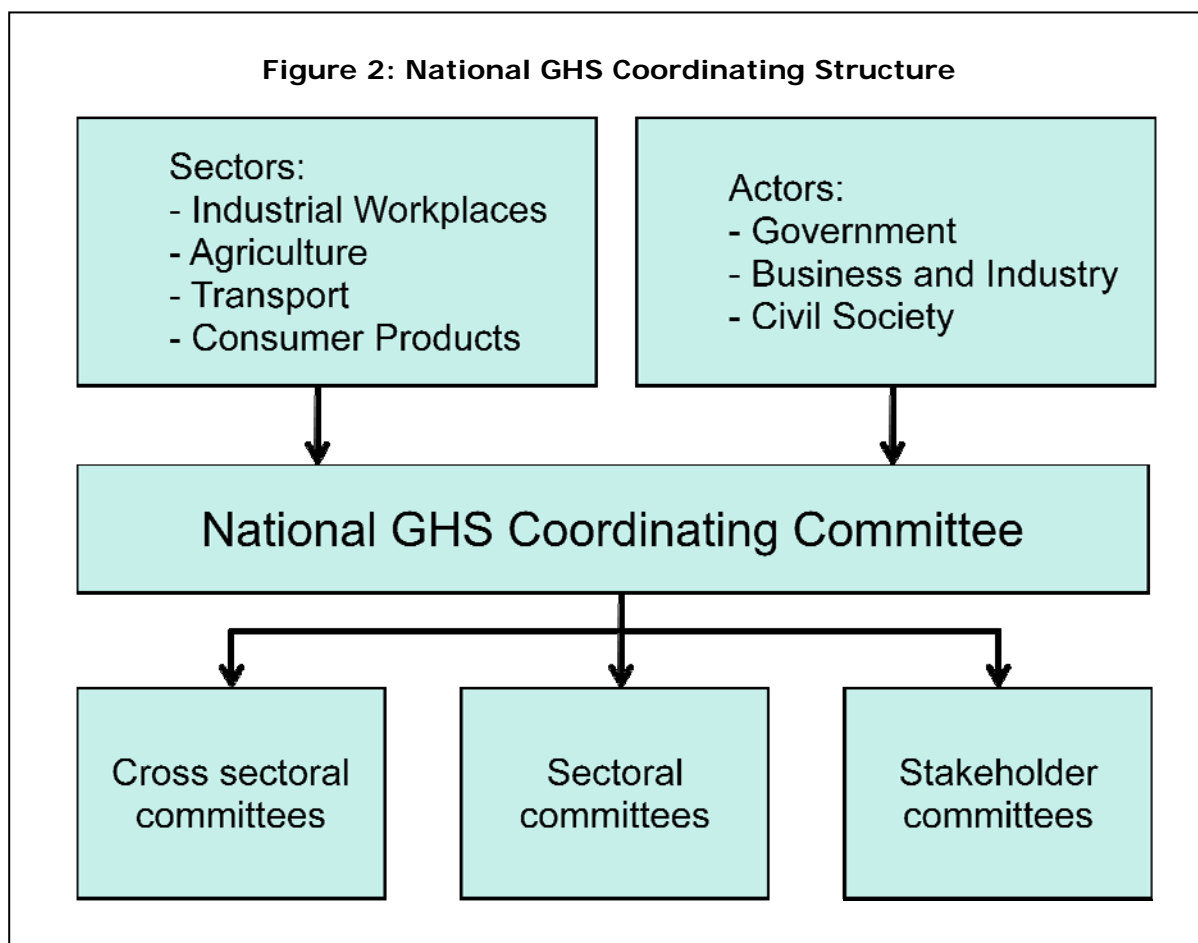 Figure 2: National GHS Coordinating Structure
Sectors:
- Industrial Workplaces
- Agriculture
- Transport
- Consumer Products
Actors:
- Government
- Business and Industry
- Civil Society
National GHS Coordinating Committee
Cross sectoral
committees
Sectoral
committees
Stakeholder
committees